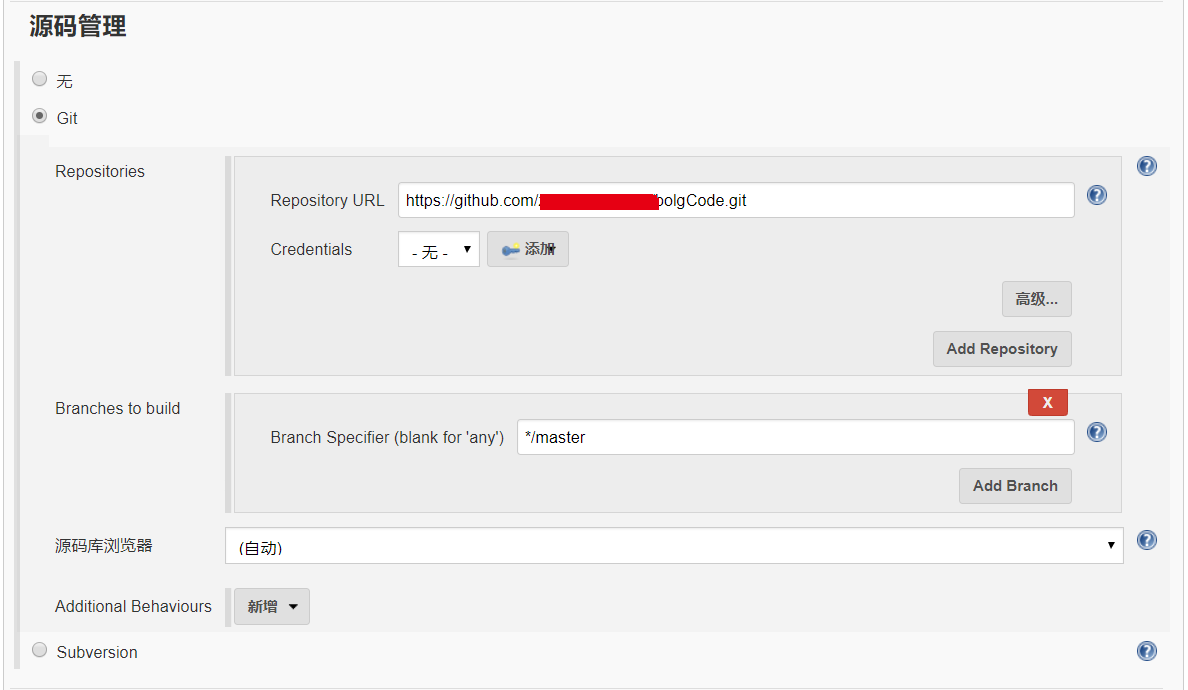 源码管理
无
Git
Repositories
Repository URL https://github.com/ polgCode.git
Credentials - 无 - 添加
高级...
Add Repository
Branches to build
X
Branch Specifier (blank for 'any') */master
Add Branch
源码库浏览器 (自动)
Additional Behaviours 新增
Subversion